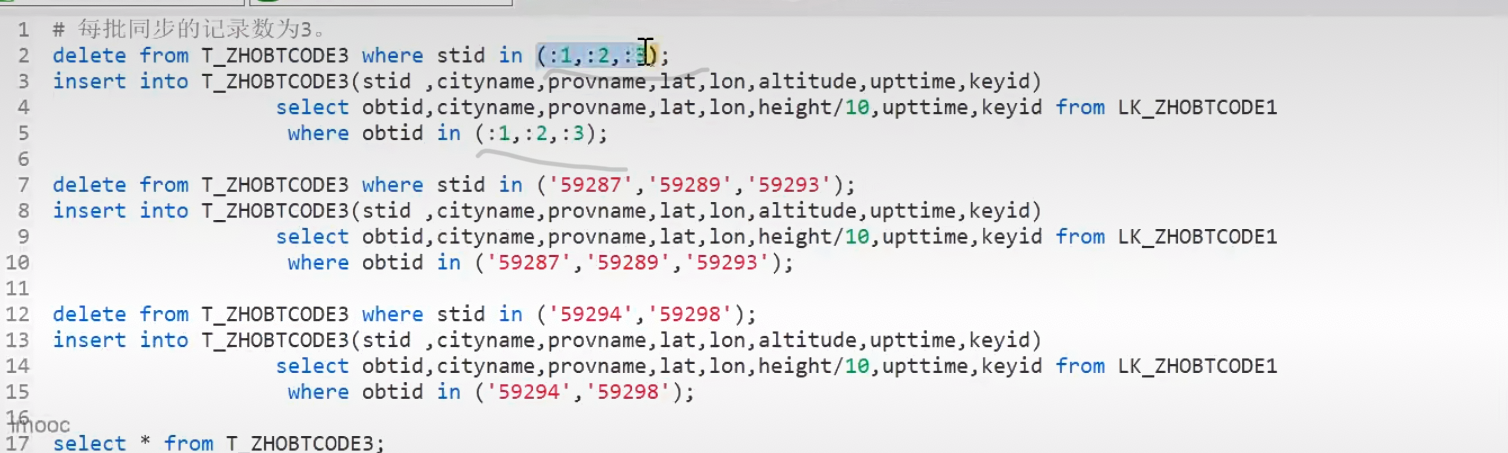 1 # 每批同步的记录数为3。
2 delete from T_ZHOBTCODE3 where stid in (:1,:2,:3);
3 insert into T_ZHOBTCODE3(stid ,cityname,provname,lat,lon,altitude,upttime,keyid)
4 select obtid,cityname,provname,lat,lon,height/10,upttime,keyid from LK_ZHOBTCODE1
5 where obtid in (:1,:2,:3);
6
7 delete from T_ZHOBTCODE3 where stid in ('59287','59289','59293');
8 insert into T_ZHOBTCODE3(stid ,cityname,provname,lat,lon,altitude,upttime,keyid)
9 select obtid,cityname,provname,lat,lon,height/10,upttime,keyid from LK_ZHOBTCODE1
10 where obtid in ('59287','59289','59293');
11
12 delete from T_ZHOBTCODE3 where stid in ('59294','59298');
13 insert into T_ZHOBTCODE3(stid ,cityname,provname,lat,lon,altitude,upttime,keyid)
14 select obtid,cityname,provname,lat,lon,height/10,upttime,keyid from LK_ZHOBTCODE1
15 where obtid in ('59294','59298');
16
imooc
17 select * from T_ZHOBTCODE3;